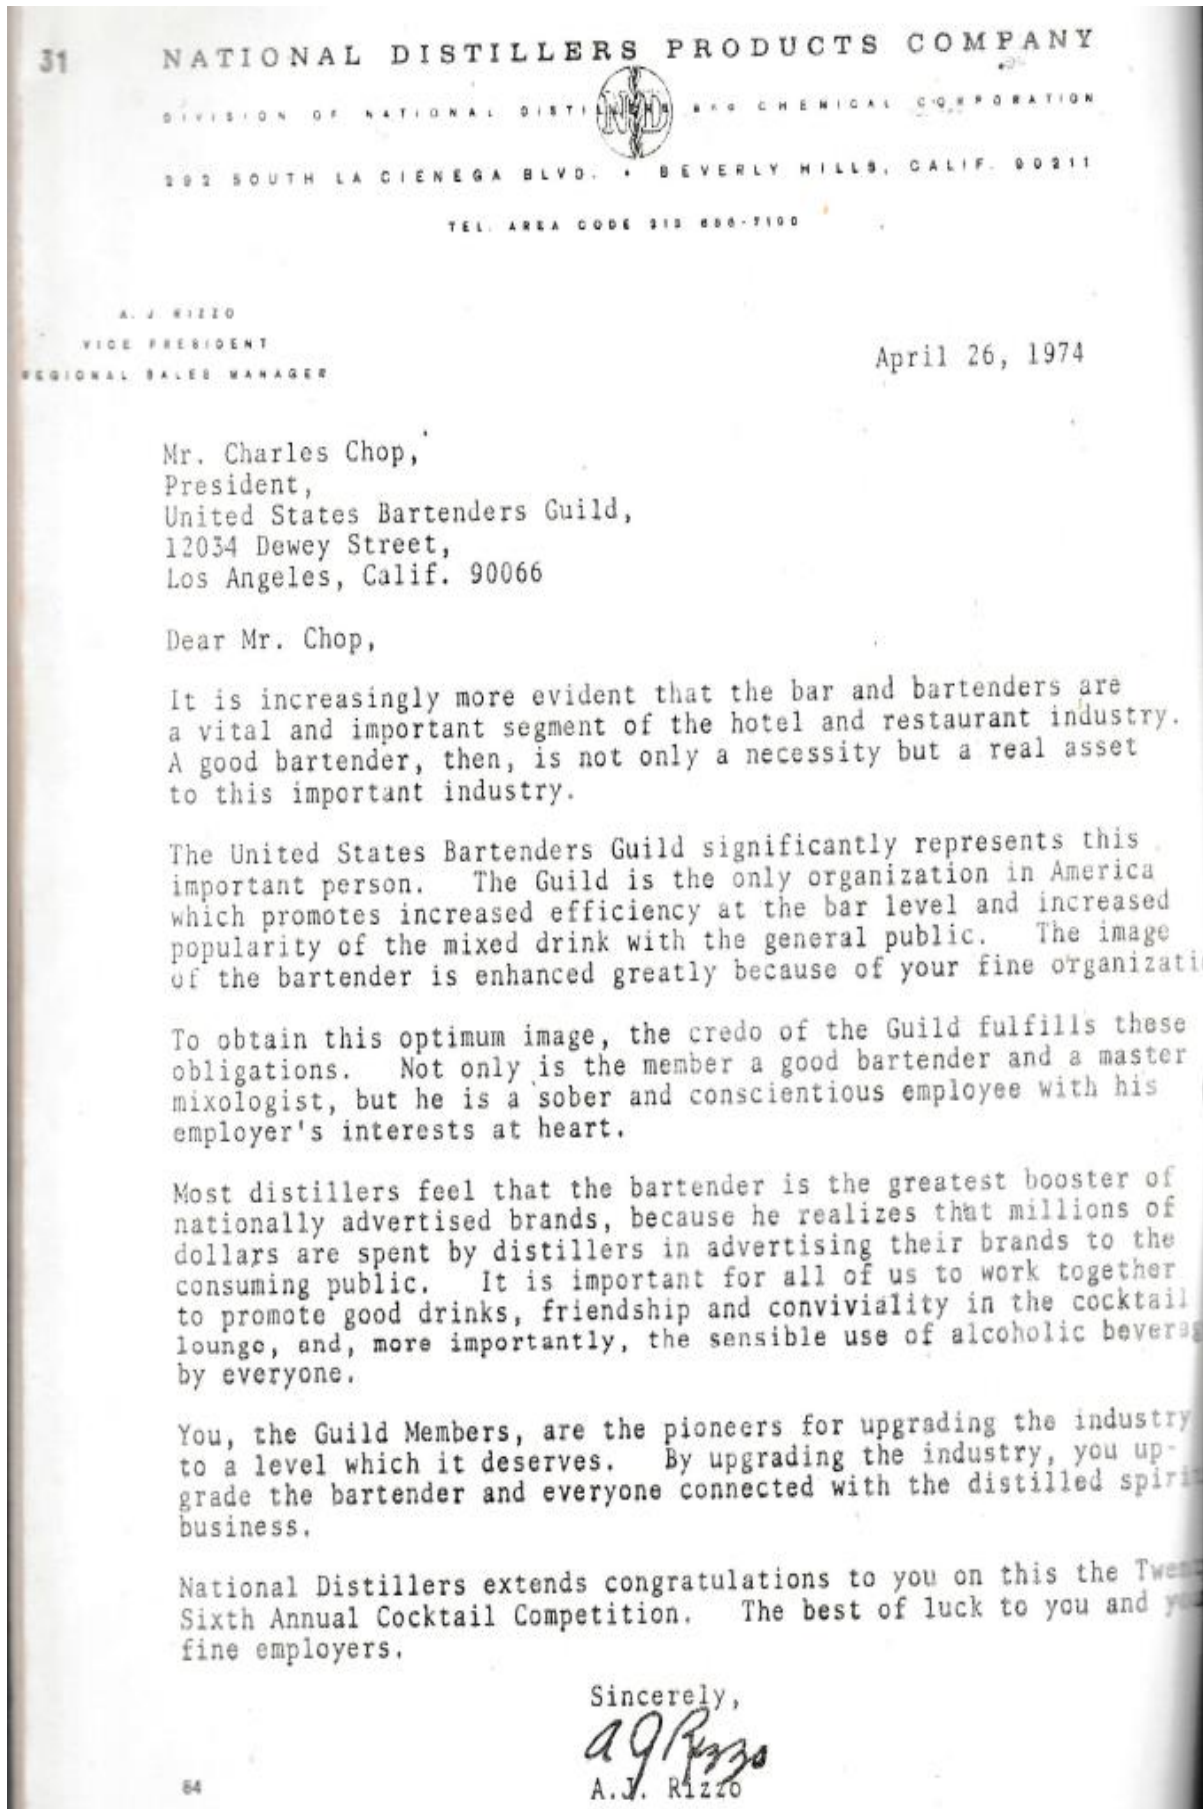 31
NATIONAL DISTILLERS PRODUCTS COMPANY
DIVISION OF NATIONAL DISTILLERS AND CHEMICAL CORPORATION
292 SOUTH LA CIENEGA BLVD. • BEVERLY HILLS, CALIF. 90211
TEL. AREA CODE 213
A. J. RIZZO
VICE PRESIDENT
REGIONAL SALES MANAGER
April 26, 1974
Mr. Charles Chop,
President,
United States Bartenders Guild,
12034 Dewey Street,
Los Angeles, Calif. 90066
Dear Mr. Chop,
It is increasingly more evident that the bar and bartenders are
a vital and important segment of the hotel and restaurant industry.
A good bartender, then, is not only a necessity but a real asset
to this important industry.
The United States Bartenders Guild significantly represents this
important person. The Guild is the only organization in America
which promotes increased efficiency at the bar level and increased
popularity of the mixed drink with the general public. The image
of the bartender is enhanced greatly because of your fine organizati
To obtain this optimum image, the credo of the Guild fulfills these
obligations. Not only is the member a good bartender and a master
mixologist, but he is a sober and conscientious employee with his
employer's interests at heart.
Most distillers feel that the bartender is the greatest booster of
nationally advertised brands, because he realizes that millions of
dollars are spent by distillers in advertising their brands to the
consuming public. It is important for all of us to work together
to promote good drinks, friendship and conviviality in the cocktail
lounge, and, more importantly, the sensible use of alcoholic beverag
by everyone.
You, the Guild Members, are the pioneers for upgrading the industry
to a level which it deserves. By upgrading the industry, you up-
grade the bartender and everyone connected with the distilled spiri
business.
National Distillers extends congratulations to you on this the Twen
Sixth Annual Cocktail Competition. The best of luck to you and you
fine employers.
Sincerely,
A J Rizzo
A.J. Rizzo
64